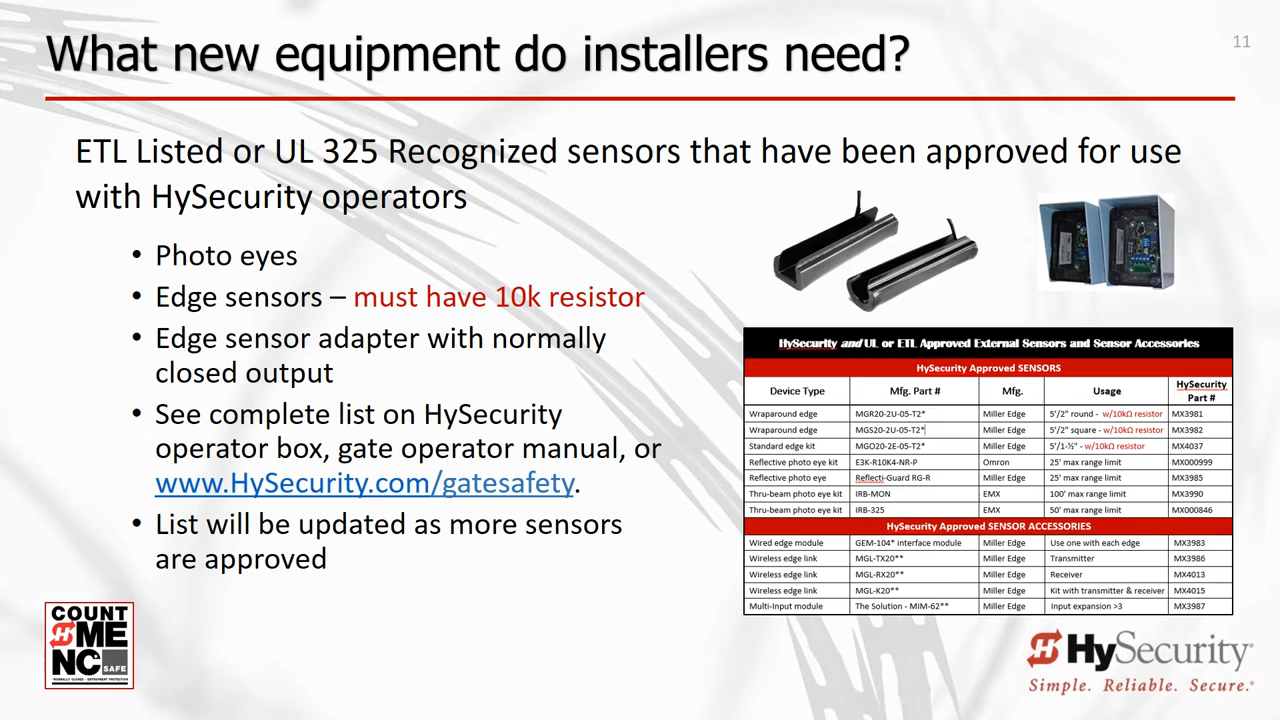 What new equipment do installers need?
11
ETL Listed or UL 325 Recognized sensors that have been approved for use
with HySecurity operators
• Photo eyes
• Edge sensors – must have 10k resistor
• Edge sensor adapter with normally
closed output
• See complete list on HySecurity
operator box, gate operator manual, or
www.HySecurity.com/gatesafety.
• List will be updated as more sensors
are approved
HySecurity and UL or ETL Approved External Sensors and Sensor Accessories
HySecurity Approved SENSORS
Device Type Mfg. Part # Mfg. Usage HySecurity Part #
Wraparound edge MGR20-2U-05-T2* Miller Edge 5'/2" round - w/10kΩ resistor MX3981
Wraparound edge MGS20-2U-05-T2* Miller Edge 5'/2" square - w/10kΩ resistor MX3982
Standard edge kit MGO20-2E-05-T2* Miller Edge 5'/1-½" - w/10kΩ resistor MX4037
Reflective photo eye kit E3K-R10K4-NR-P Omron 25' max range limit MX000999
Reflective photo eye Reflecti-Guard RG-R Miller Edge 25' max range limit MX3985
Thru-beam photo eye kit IRB-MON EMX 100' max range limit MX3990
Thru-beam photo eye kit IRB-325 EMX 50' max range limit MX000846
HySecurity Approved SENSOR ACCESSORIES
Wired edge module GEM-104* interface module Miller Edge Use one with each edge MX3983
Wireless edge link MGL-TX20** Miller Edge Transmitter MX3986
Wireless edge link MGL-RX20** Miller Edge Receiver MX4013
Wireless edge link MGL-K20** Miller Edge Kit with transmitter & receiver MX4015
Multi-Input module The Solution - MIM-62** Miller Edge Input expansion >3 MX3987
COUNT
ME
NC SAFE
NORMALLY CLOSED - ENTRAPMENT PROTECTION
HySecurity®
Simple. Reliable. Secure.®